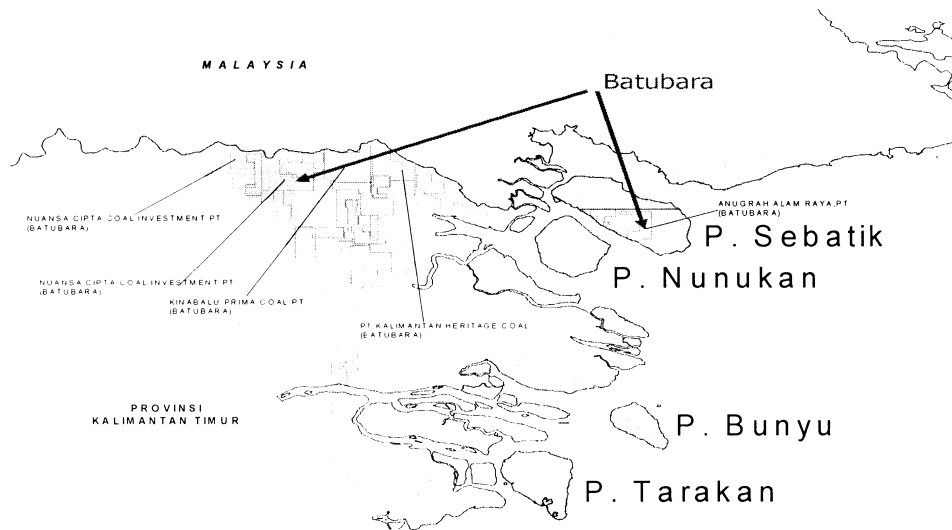 MALAYSIA
Batubara
ANUGRAH ALAM RAYA,PT
(BATUBARA)
NUANSA CIPTA COAL INVESTMENT PT
(BATUBARA)
P. Sebatik
P. Nunukan
NUANSA CIPTA COAL INVESTMENT PT
(BATUBARA)
KINABALU PRIMA COAL PT
(BATUBARA)
PT KALIMANTAN HERITAGE COAL
(BATUBARA)
PROVINSI
KALIMANTAN TIMUR
P. Bunyu
P. Tarakan